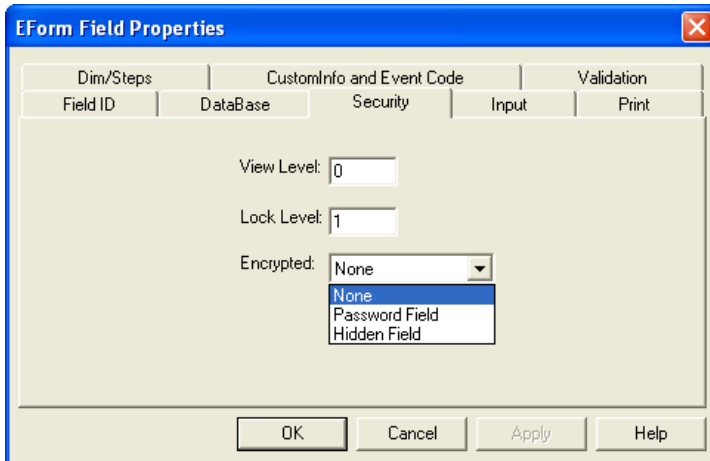 EForm Field Properties
Dim/Steps CustomInfo and Event Code Validation
Field ID DataBase Security Input Print
View Level: 0
Lock Level: 1
Encrypted: None
None
Password Field
Hidden Field
OK Cancel Apply Help